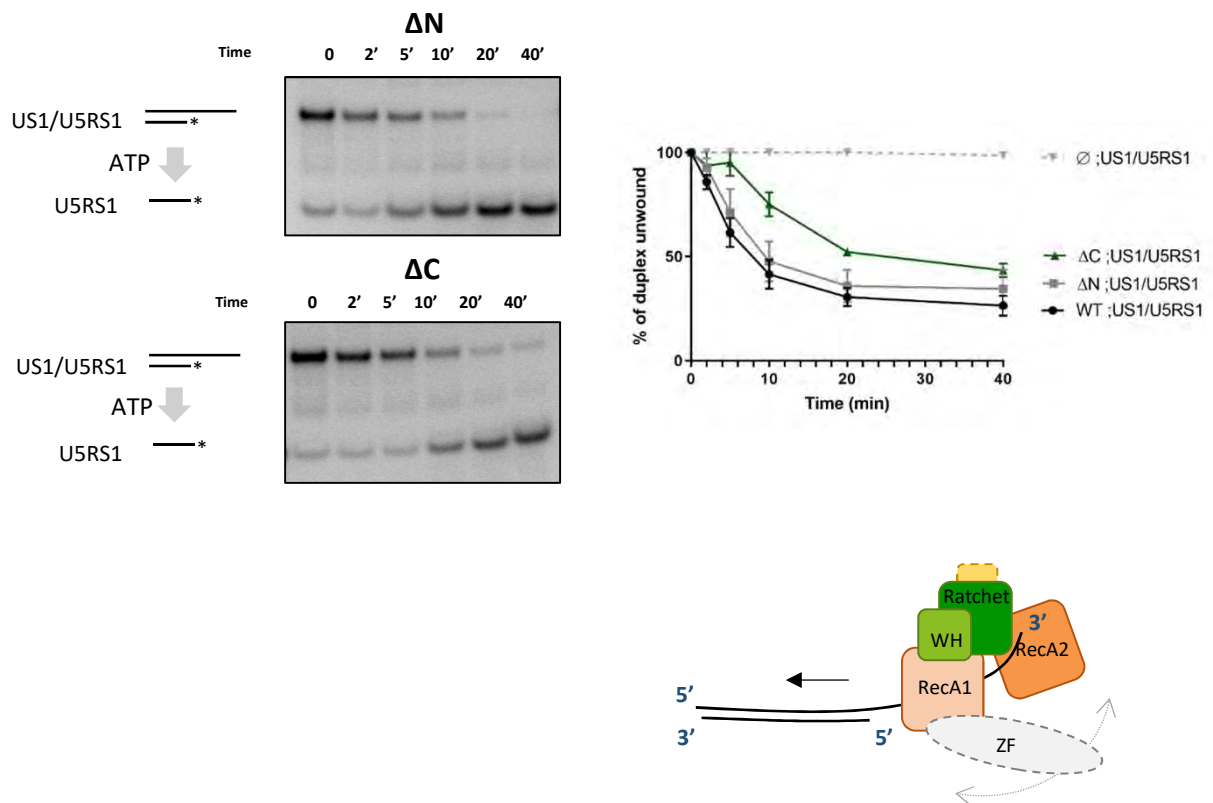 ΔN
Time 0 2’ 5’ 10’ 20’ 40’
US1/U5RS1 *
ATP
U5RS1 *
ΔC
Time 0 2’ 5’ 10’ 20’ 40’
US1/U5RS1 *
ATP
U5RS1 *
% of duplex unwound
100
50
0
0 10 20 30 40
Time (min)
∅ ;US1/U5RS1
ΔC ;US1/U5RS1
ΔN ;US1/U5RS1
WT ;US1/U5RS1
Ratchet
3’
WH
RecA2
RecA1
5’
3’
5’
ZF